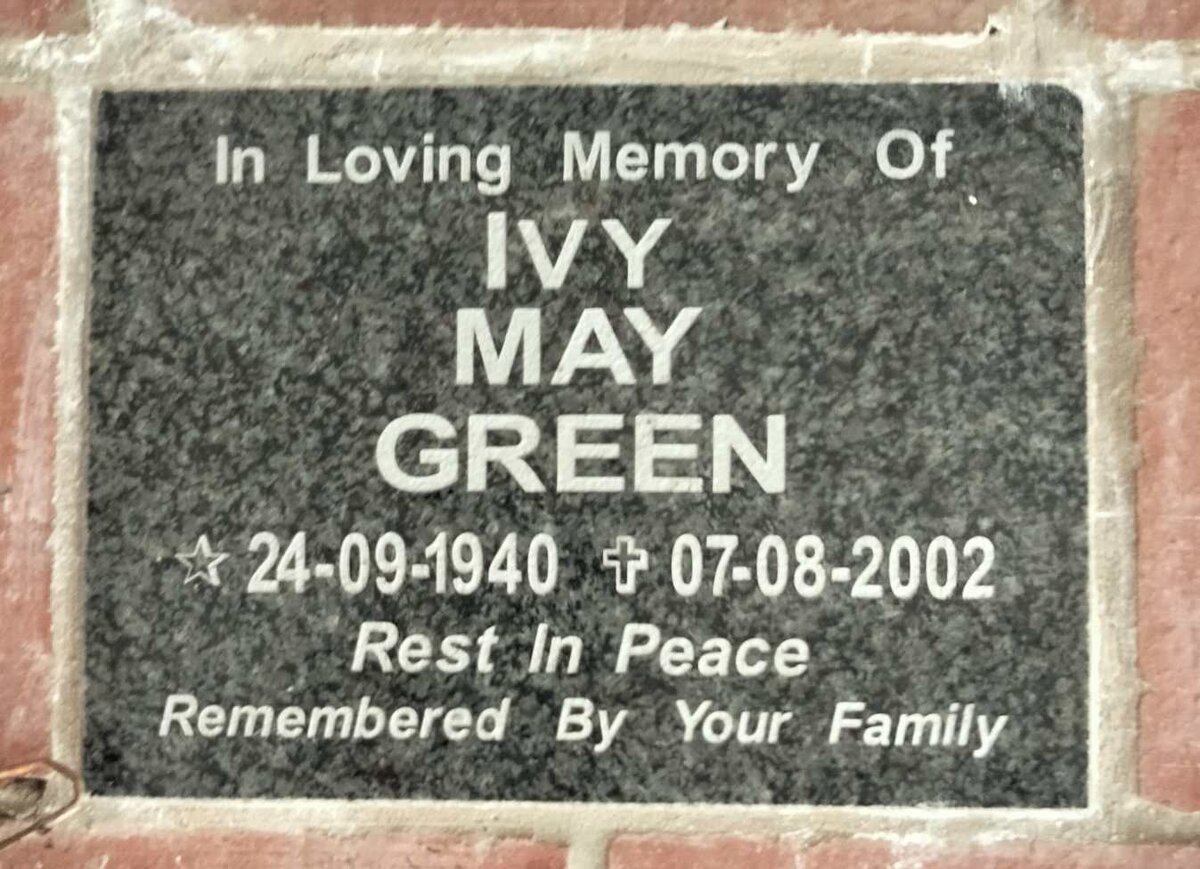 In Loving Memory Of
IVY
MAY
GREEN
☆ 24-09-1940 ✞ 07-08-2002
Rest In Peace
Remembered By Your Family